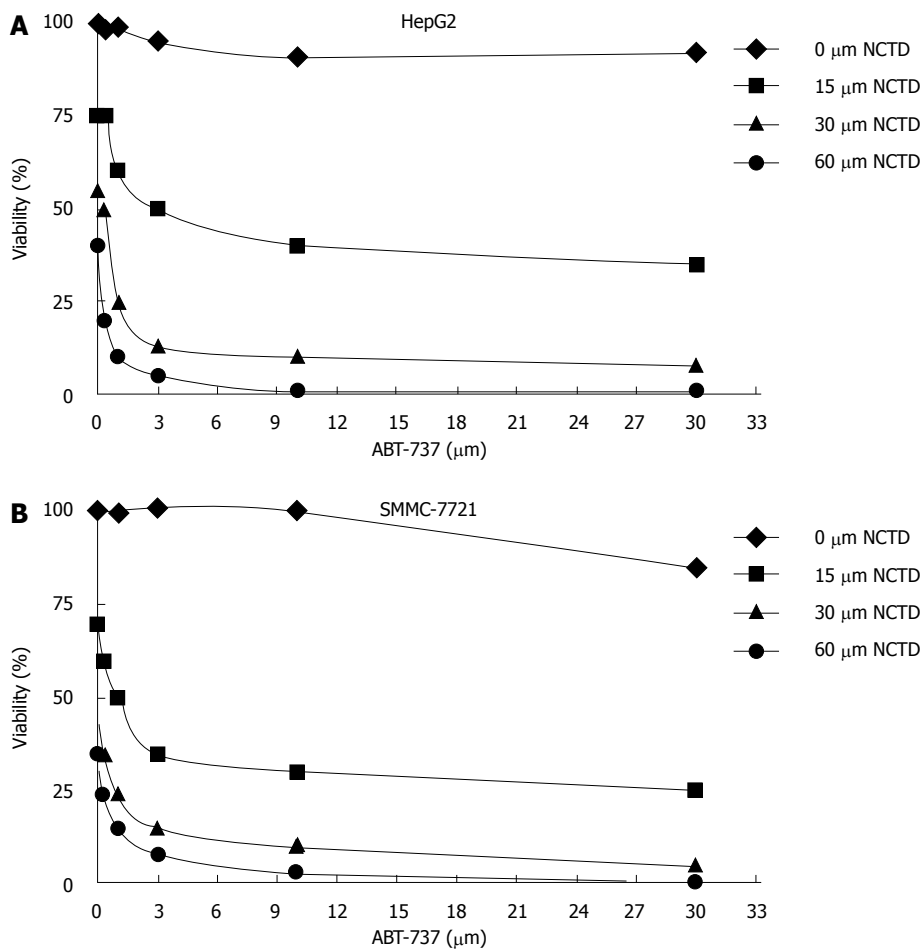 A
HepG2
100
75
50
25
0
Viability (%)
0 3 6 9 12 15 18 21 24 27 30 33
ABT-737 (μm)
0 μm NCTD
15 μm NCTD
30 μm NCTD
60 μm NCTD
B
SMMC-7721
100
75
50
25
0
Viability (%)
0 3 6 9 12 15 18 21 24 27 30 33
ABT-737 (μm)
0 μm NCTD
15 μm NCTD
30 μm NCTD
60 μm NCTD